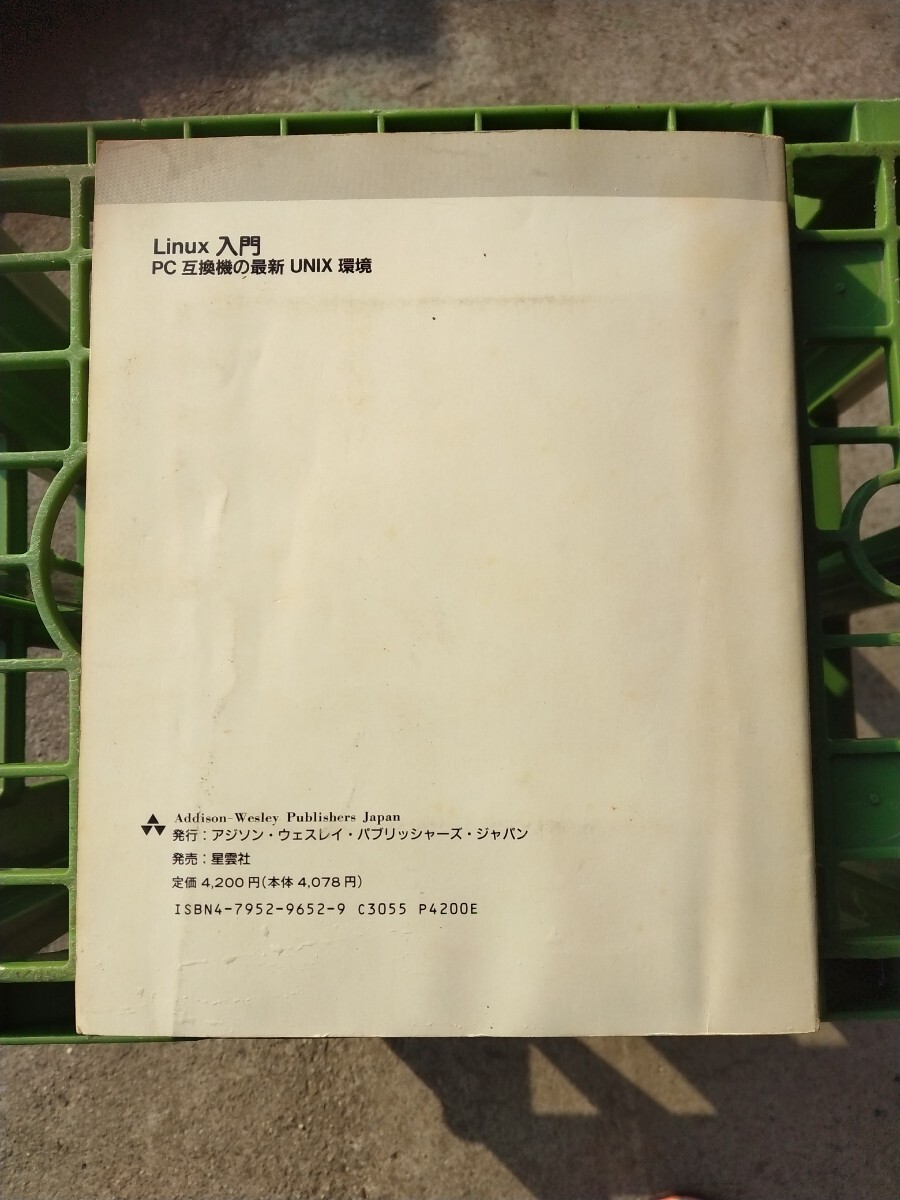 Linux 入門
PC 互換機の最新 UNIX 環境
Addison-Wesley Publishers Japan
発行：アジソン・ウェスレイ・パブリッシャーズ・ジャパン
発売：星雲社
定価 4,200 円（本体 4,078 円）
ISBN4-7952-9652-9 C3055 P4200E